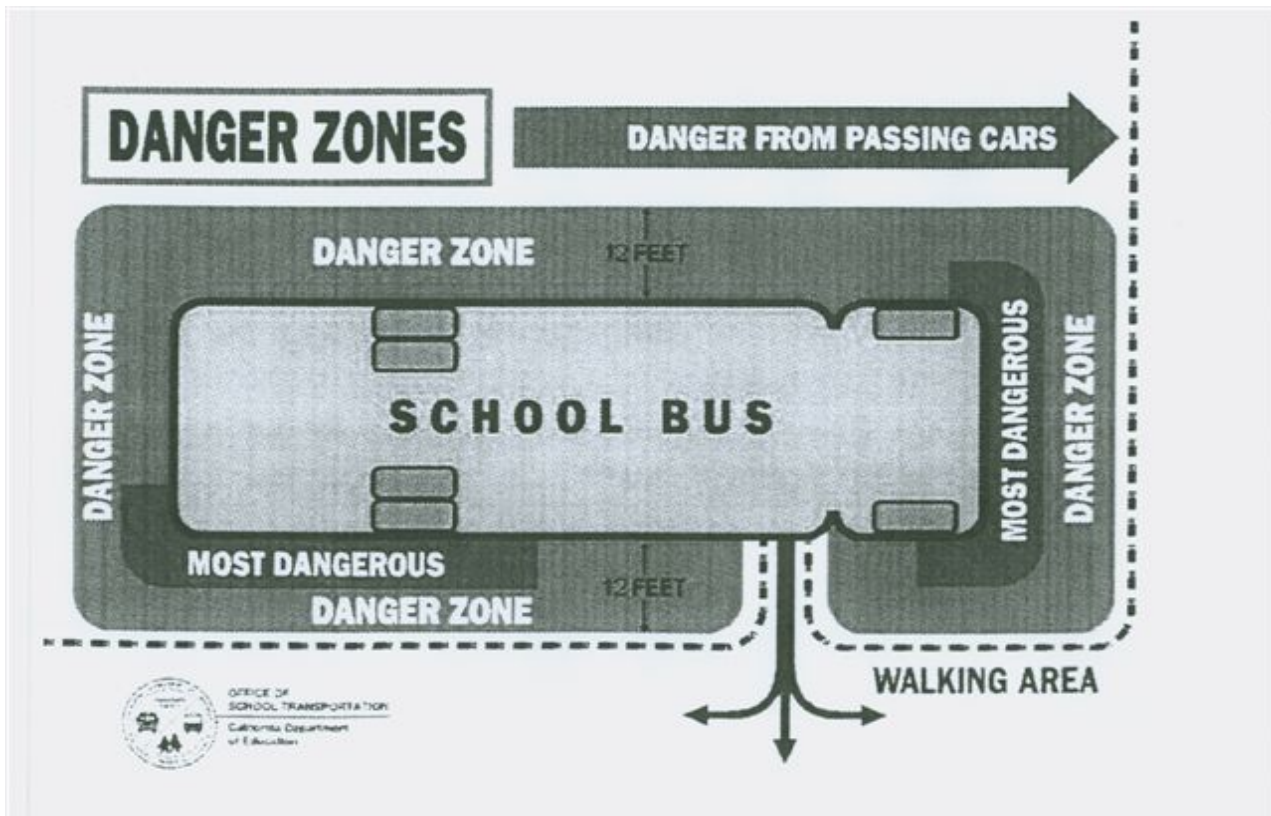 DANGER ZONES
DANGER FROM PASSING CARS
DANGER ZONE
12 FEET
DANGER ZONE
SCHOOL BUS
MOST DANGEROUS
DANGER ZONE
MOST DANGEROUS
12 FEET
DANGER ZONE
WALKING AREA
OFFICE OF
SCHOOL TRANSPORTATION
California Department
of Education